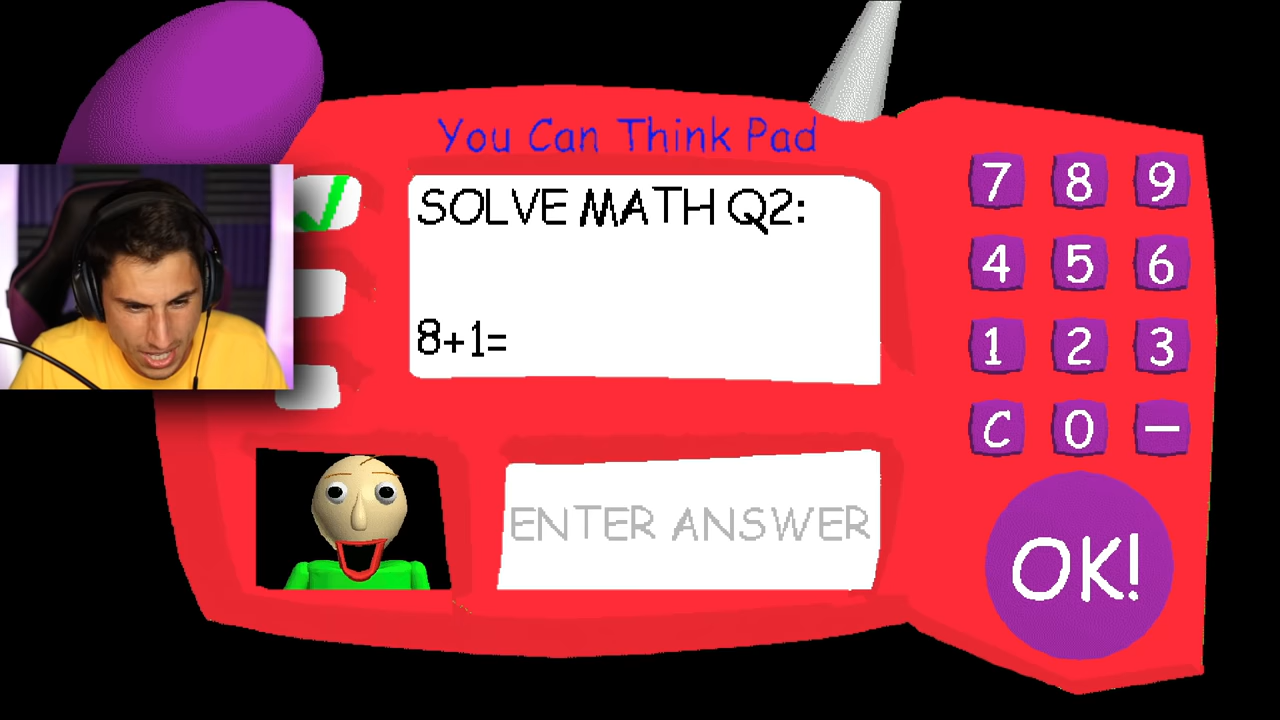 You Can Think Pad
SOLVE MATH Q2:
8+1=
ENTER ANSWER
7 8 9
4 5 6
1 2 3
C 0 −
OK!